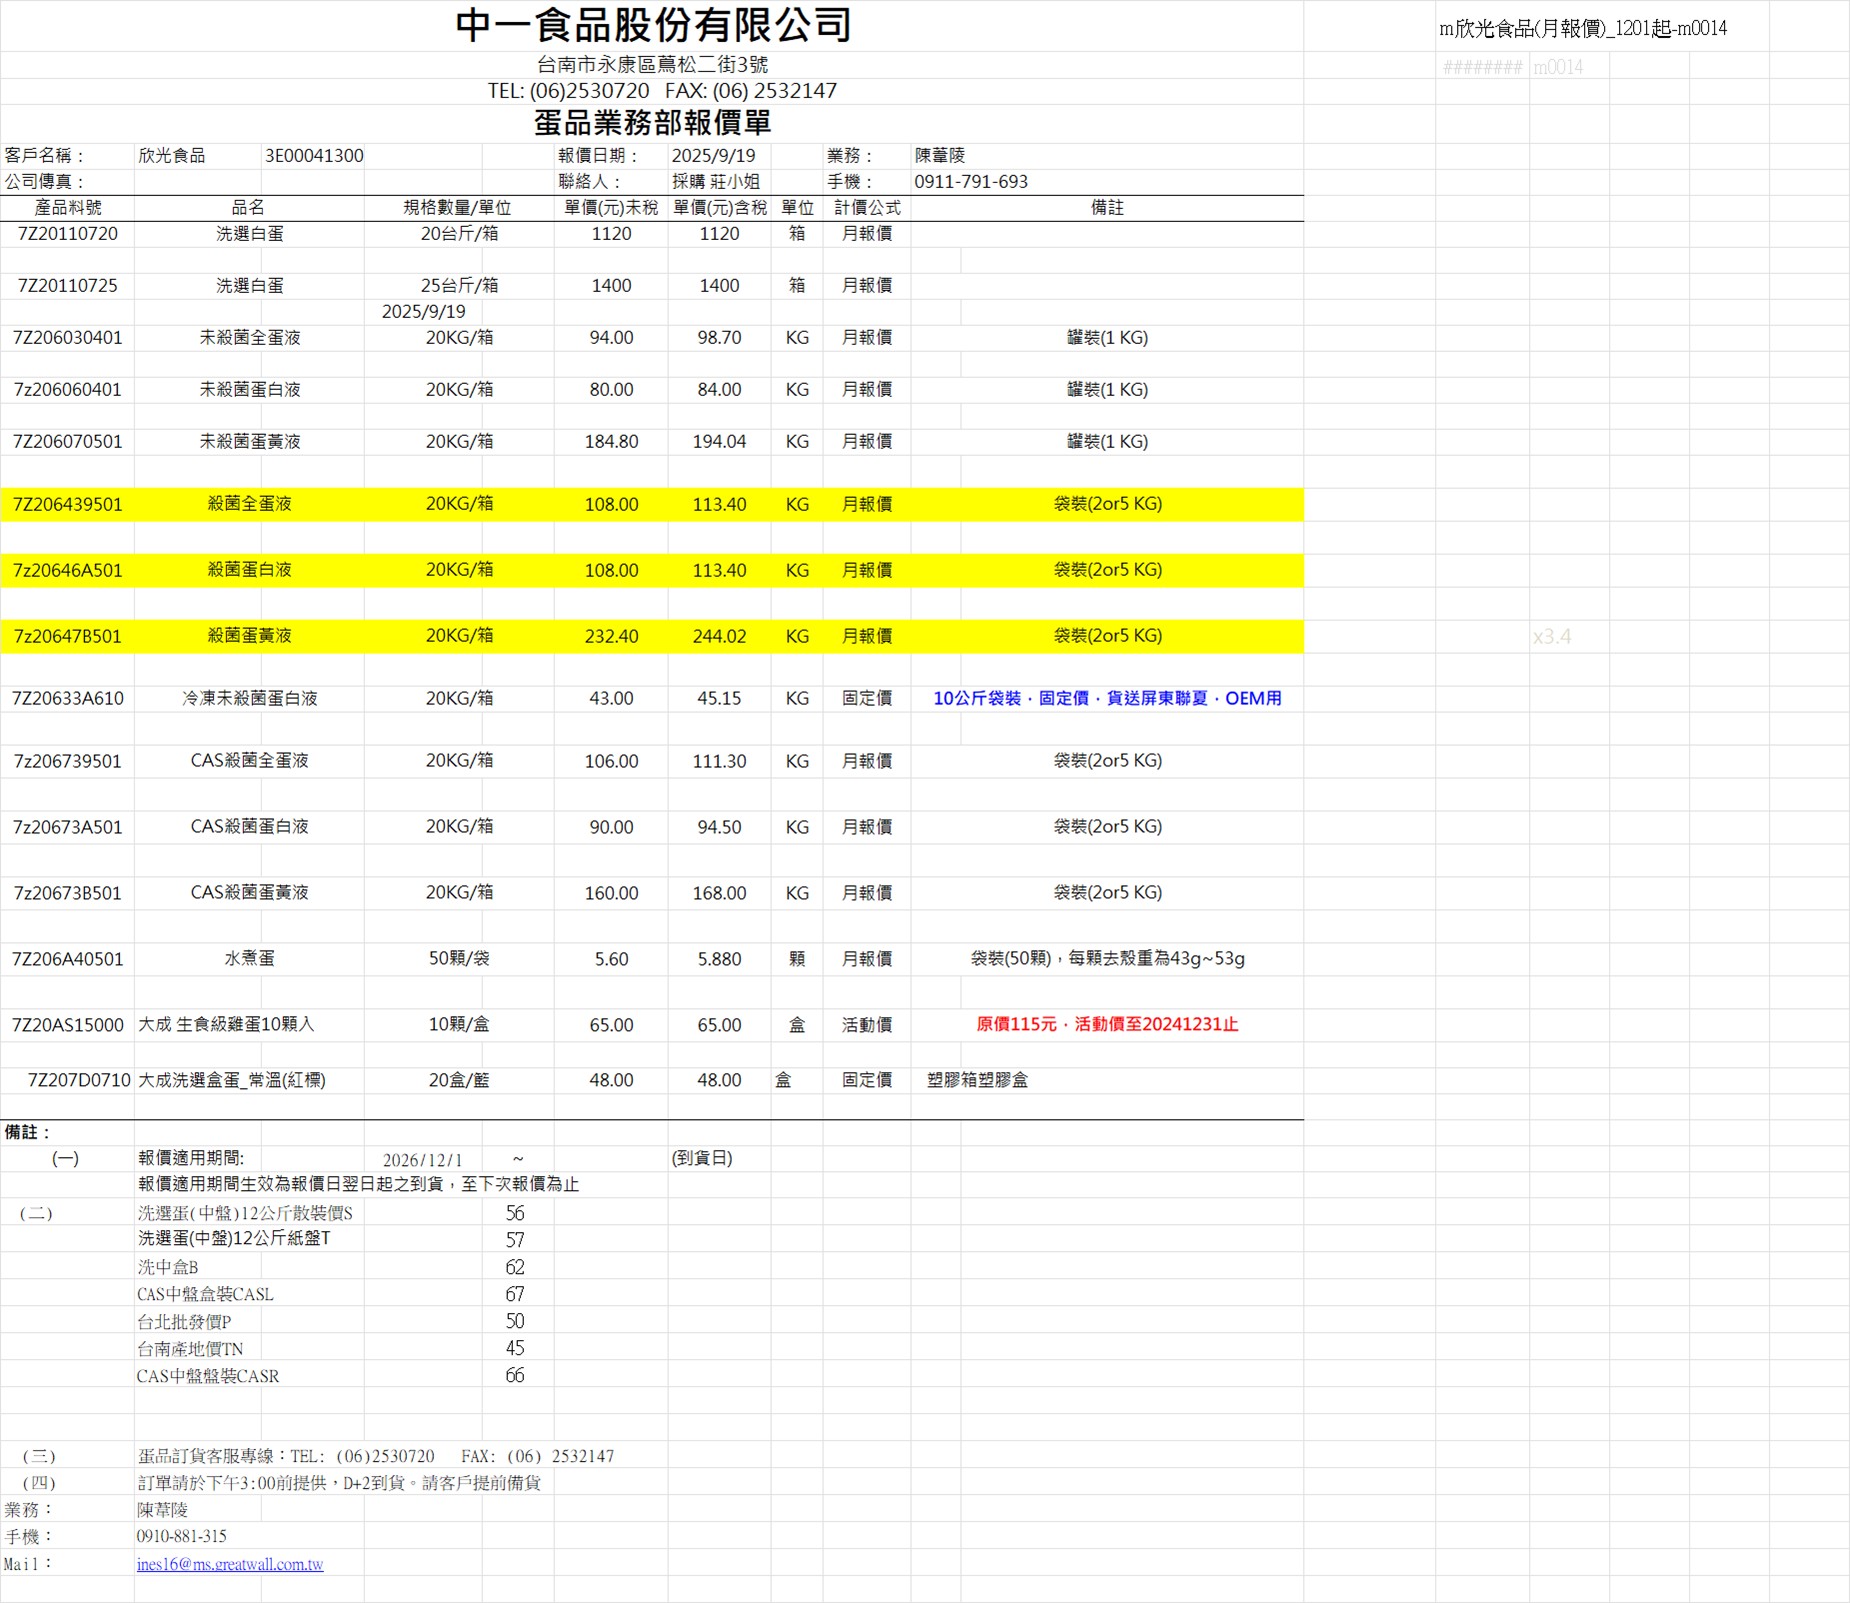 中一食品股份有限公司 m欣光食品(月報價)_1201起-m0014
台南市永康區蔦松二街3號 ######## m0014
TEL: (06)2530720 FAX: (06) 2532147
蛋品業務部報價單
客戶名稱： 欣光食品 3E00041300 報價日期： 2025/9/19 業務： 陳葦陵
公司傳真： 聯絡人： 採購 莊小姐 手機： 0911-791-693
產品料號 品名 規格數量/單位 單價(元)未稅 單價(元)含稅 單位 計價公式 備註
7Z20110720 洗選白蛋 20台斤/箱 1120 1120 箱 月報價
7Z20110725 洗選白蛋 25台斤/箱 1400 1400 箱 月報價
2025/9/19
7Z206030401 未殺菌全蛋液 20KG/箱 94.00 98.70 KG 月報價 罐裝(1 KG)
7z206060401 未殺菌蛋白液 20KG/箱 80.00 84.00 KG 月報價 罐裝(1 KG)
7Z206070501 未殺菌蛋黃液 20KG/箱 184.80 194.04 KG 月報價 罐裝(1 KG)
7Z206439501 殺菌全蛋液 20KG/箱 108.00 113.40 KG 月報價 袋裝(2or5 KG)
7z20646A501 殺菌蛋白液 20KG/箱 108.00 113.40 KG 月報價 袋裝(2or5 KG)
7z20647B501 殺菌蛋黃液 20KG/箱 232.40 244.02 KG 月報價 袋裝(2or5 KG) x3.4
7Z20633A610 冷凍未殺菌蛋白液 20KG/箱 43.00 45.15 KG 固定價 10公斤袋裝．固定價．貨送屏東聯夏．OEM用
7z206739501 CAS殺菌全蛋液 20KG/箱 106.00 111.30 KG 月報價 袋裝(2or5 KG)
7z20673A501 CAS殺菌蛋白液 20KG/箱 90.00 94.50 KG 月報價 袋裝(2or5 KG)
7z20673B501 CAS殺菌蛋黃液 20KG/箱 160.00 168.00 KG 月報價 袋裝(2or5 KG)
7Z206A40501 水煮蛋 50顆/袋 5.60 5.880 顆 月報價 袋裝(50顆)，每顆去殼重為43g~53g
7Z20AS15000 大成 生食級雞蛋10顆入 10顆/盒 65.00 65.00 盒 活動價 原價115元．活動價至20241231止
7Z207D0710 大成洗選盒蛋_常溫(紅標) 20盒/籃 48.00 48.00 盒 固定價 塑膠箱塑膠盒
備註：
(一) 報價適用期間: 2026/12/1 ~ (到貨日)
報價適用期間生效為報價日翌日起之到貨，至下次報價為止
(二) 洗選蛋(中盤)12公斤散裝價S 56
洗選蛋(中盤)12公斤紙盤T 57
洗中盒B 62
CAS中盤盒裝CASL 67
台北批發價P 50
台南產地價TN 45
CAS中盤盤裝CASR 66
(三) 蛋品訂貨客服專線：TEL: (06)2530720 FAX: (06) 2532147
(四) 訂單請於下午3:00前提供，D+2到貨。請客戶提前備貨
業務： 陳葦陵
手機： 0910-881-315
Mail： ines16@ms.greatwall.com.tw